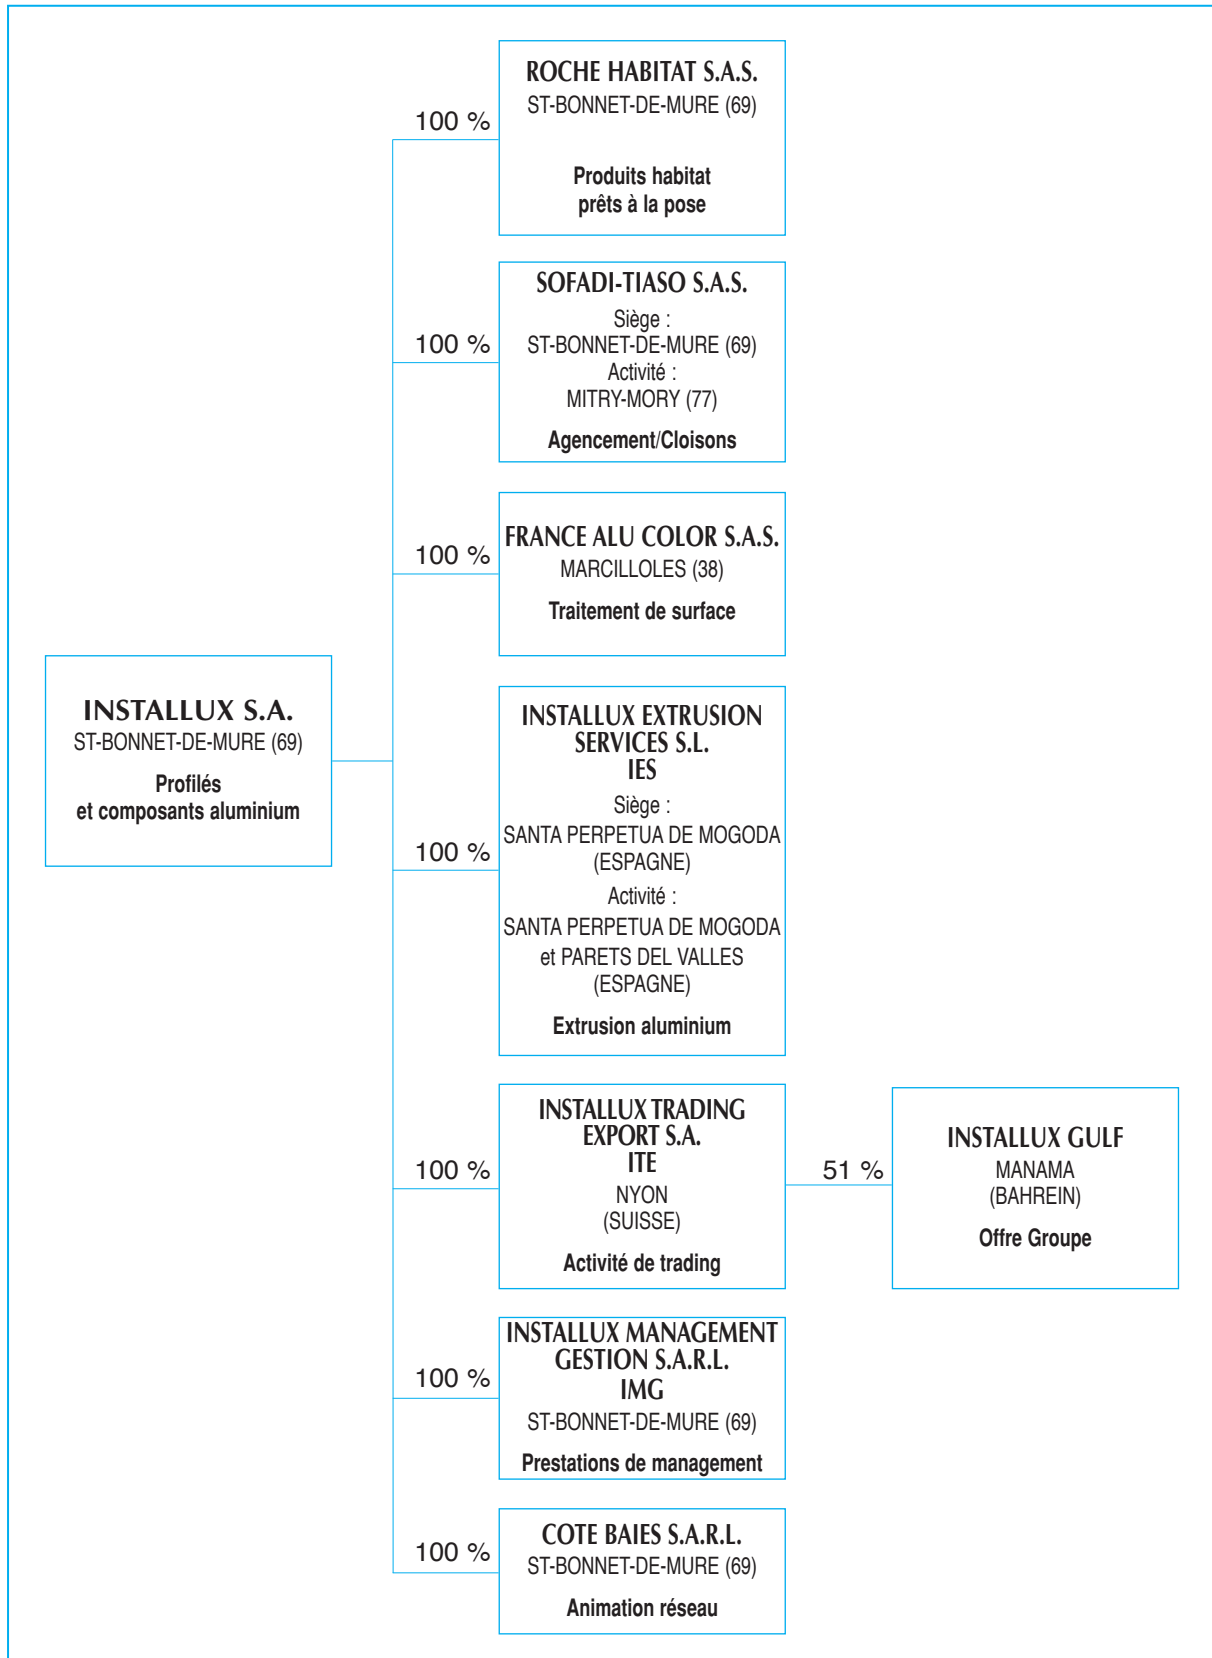 ROCHE HABITAT S.A.S.
ST-BONNET-DE-MURE (69)
100 %
Produits habitat
prêts à la pose
SOFADI-TIASO S.A.S.
Siège :
100 %
ST-BONNET-DE-MURE (69)
Activité :
MITRY-MORY (77)
Agencement/Cloisons
FRANCE ALU COLOR S.A.S.
100 %
MARCILLOLES (38)
Traitement de surface
INSTALLUX S.A.
ST-BONNET-DE-MURE (69)
Profilés
et composants aluminium
INSTALLUX EXTRUSION
SERVICES S.L.
IES
Siège :
SANTA PERPETUA DE MOGODA
100 %
(ESPAGNE)
Activité :
SANTA PERPETUA DE MOGODA
et PARETS DEL VALLES
(ESPAGNE)
Extrusion aluminium
INSTALLUX TRADING
EXPORT S.A.
ITE
100 %
NYON
(SUISSE)
Activité de trading
51 %
INSTALLUX GULF
MANAMA
(BAHREIN)
Offre Groupe
INSTALLUX MANAGEMENT
GESTION S.A.R.L.
100 %
IMG
ST-BONNET-DE-MURE (69)
Prestations de management
COTE BAIES S.A.R.L.
100 %
ST-BONNET-DE-MURE (69)
Animation réseau